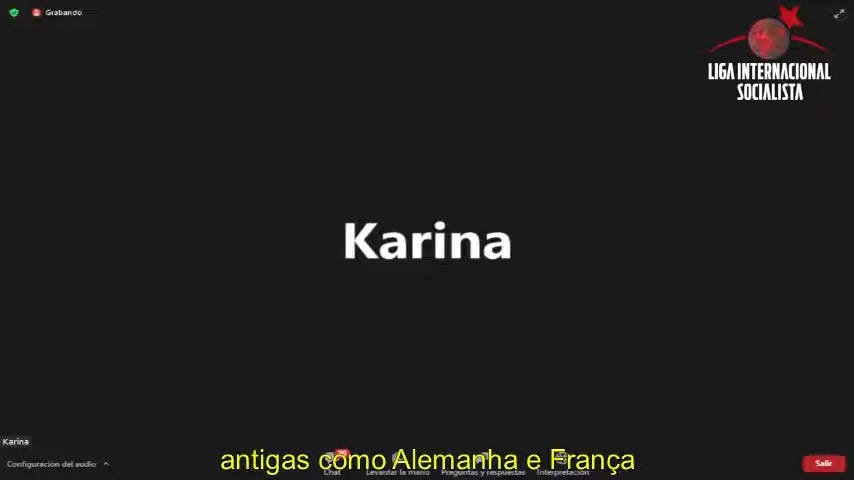 Grabando
LIGA INTERNACIONAL
SOCIALISTA
Karina
Karina
Configuración del audio
Chat
Levantar la mano
Preguntas y respuestas
Interpretación
Salir
antigas como Alemanha e França